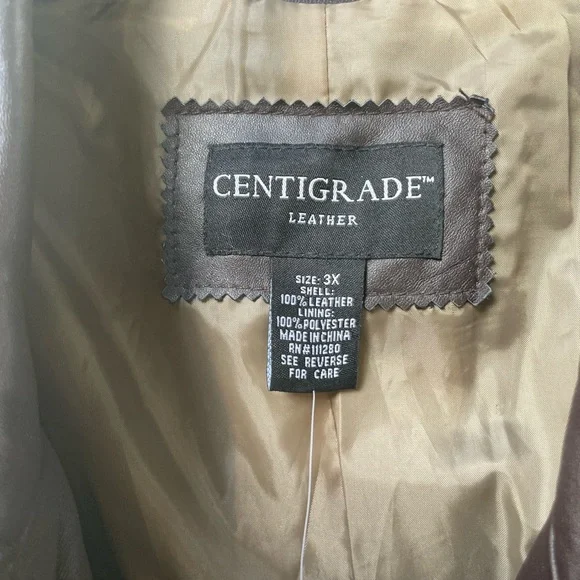 CENTIGRADE™
LEATHER
SIZE: 3X
SHELL:
100% LEATHER
LINING:
100% POLYESTER
MADE IN CHINA
RN#111280
SEE REVERSE
FOR CARE